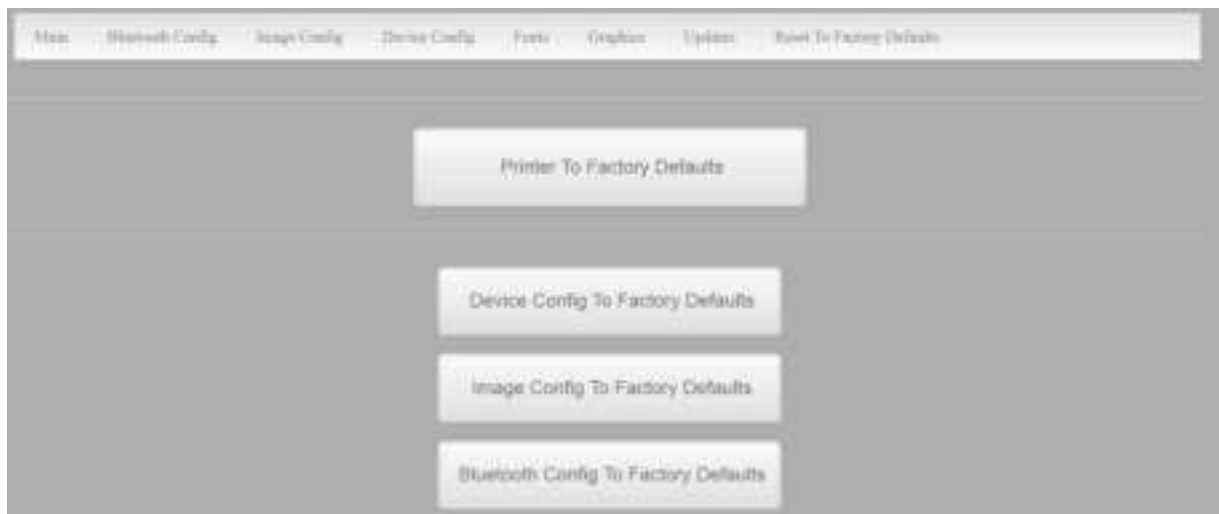 Main Bluetooth Config Image Config Device Config Fonts Graphics Updates Reset To Factory Defaults
Printer To Factory Defaults
Device Config To Factory Defaults
Image Config To Factory Defaults
Bluetooth Config To Factory Defaults